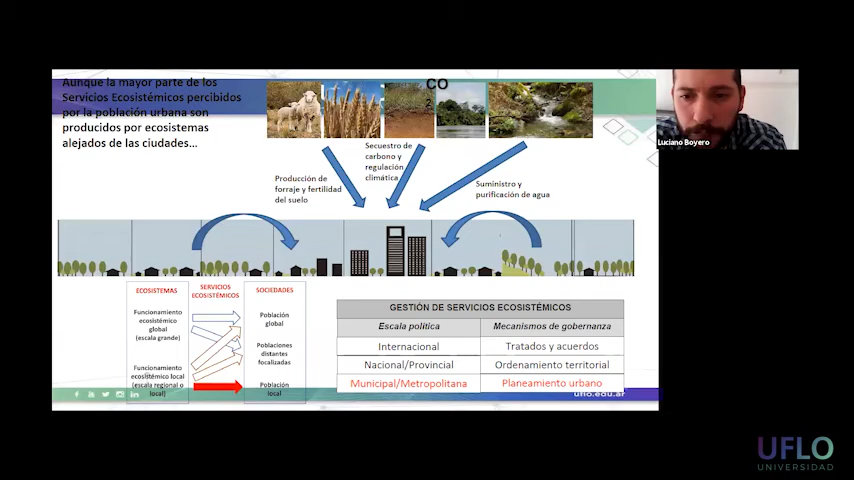 Aunque la mayor parte de los
Servicios Ecosistémicos percibidos
por la población urbana son
producidos por ecosistemas
alejados de las ciudades...
CO
2
Luciano Boyero
Secuestro de
carbono y
regulación
climática
Producción de
forraje y fertilidad
del suelo
Suministro y
purificación de agua
ECOSISTEMAS
SERVICIOS
ECOSISTÉMICOS
SOCIEDADES
Funcionamiento
ecosistémico
global
(escala grande)
Funcionamiento
ecosistémico local
(escala regional o
local)
Población
global
Poblaciones
distantes
focalizadas
Población
local
GESTIÓN DE SERVICIOS ECOSISTÉMICOS
Escala política Mecanismos de gobernanza
Internacional Tratados y acuerdos
Nacional/Provincial Ordenamiento territorial
Municipal/Metropolitana Planeamiento urbano
uflo.edu.ar
UFLO
UNIVERSIDAD